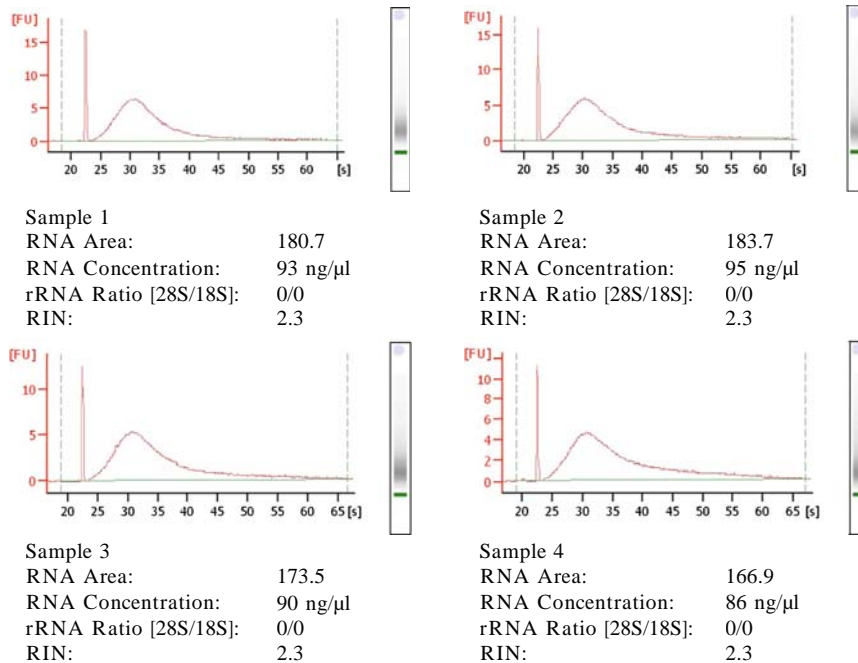 [FU]
15
10
5
0
20 25 30 35 40 45 50 55 60 [s]
Sample 1
RNA Area: 180.7
RNA Concentration: 93 ng/µl
rRNA Ratio [28S/18S]: 0/0
RIN: 2.3
[FU]
15
10
5
0
20 25 30 35 40 45 50 55 60 [s]
Sample 2
RNA Area: 183.7
RNA Concentration: 95 ng/µl
rRNA Ratio [28S/18S]: 0/0
RIN: 2.3
[FU]
10
5
0
20 25 30 35 40 45 50 55 60 65 [s]
Sample 3
RNA Area: 173.5
RNA Concentration: 90 ng/µl
rRNA Ratio [28S/18S]: 0/0
RIN: 2.3
[FU]
10
8
6
4
2
0
20 25 30 35 40 45 50 55 60 65 [s]
Sample 4
RNA Area: 166.9
RNA Concentration: 86 ng/µl
rRNA Ratio [28S/18S]: 0/0
RIN: 2.3